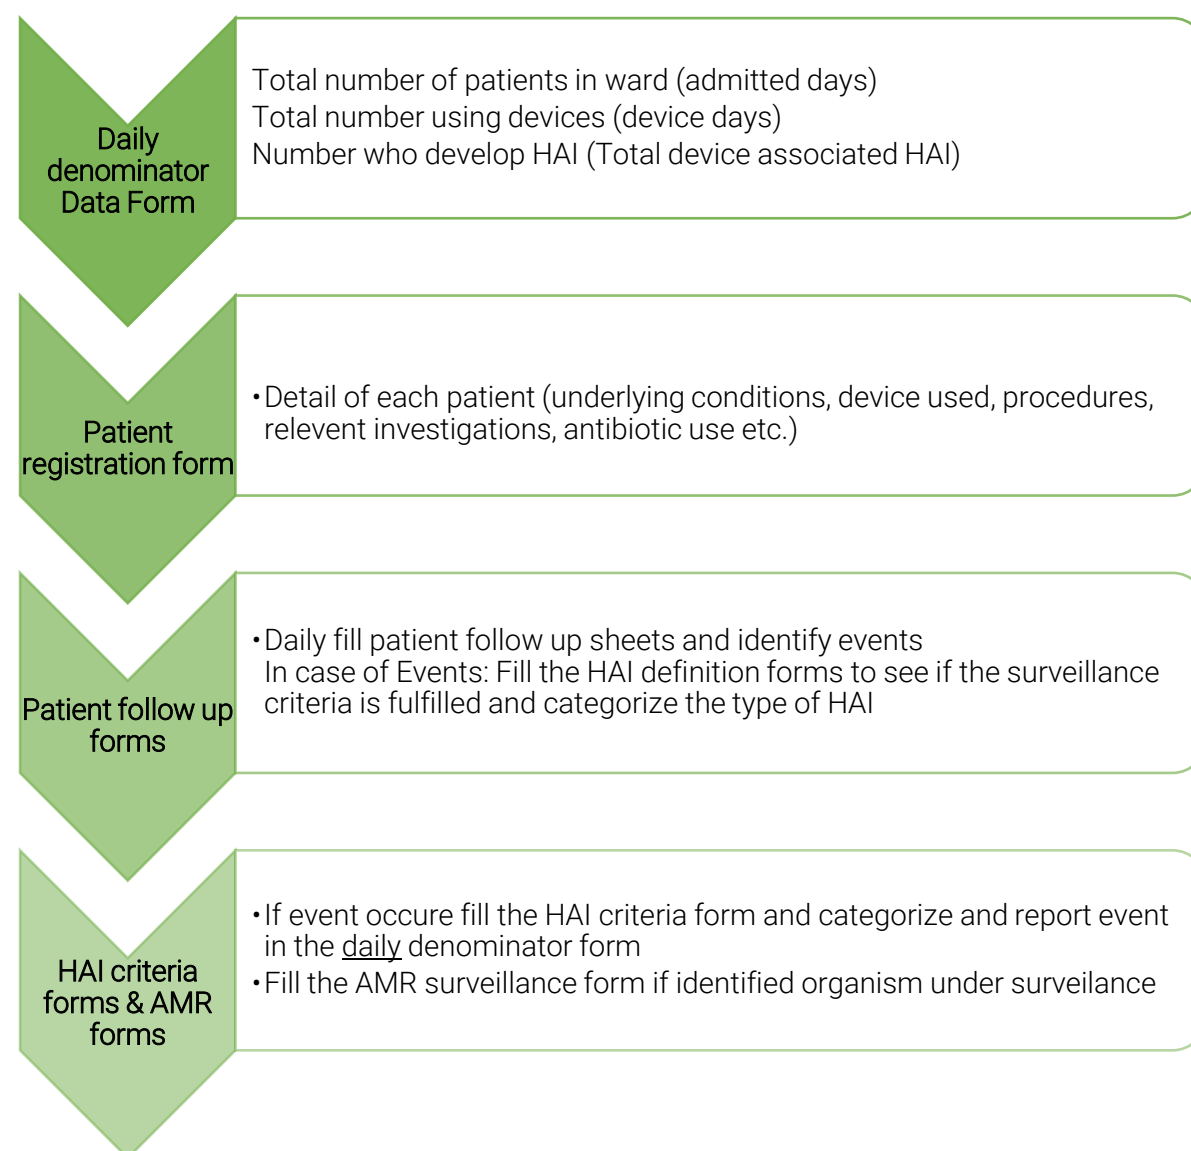 Daily
denominator
Data Form
Total number of patients in ward (admitted days)
Total number using devices (device days)
Number who develop HAI (Total device associated HAI)
Patient
registration form
•Detail of each patient (underlying conditions, device used, procedures,
relevent investigations, antibiotic use etc.)
Patient follow up
forms
•Daily fill patient follow up sheets and identify events
In case of Events: Fill the HAI definition forms to see if the surveillance
criteria is fulfilled and categorize the type of HAI
HAI criteria
forms & AMR
forms
•If event occure fill the HAI criteria form and categorize and report event
in the daily denominator form
•Fill the AMR surveillance form if identified organism under surveilance